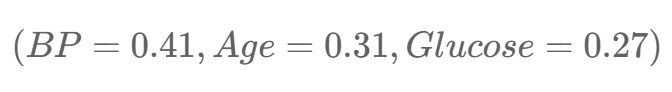 (BP = 0.41, Age = 0.31, Glucose = 0.27)